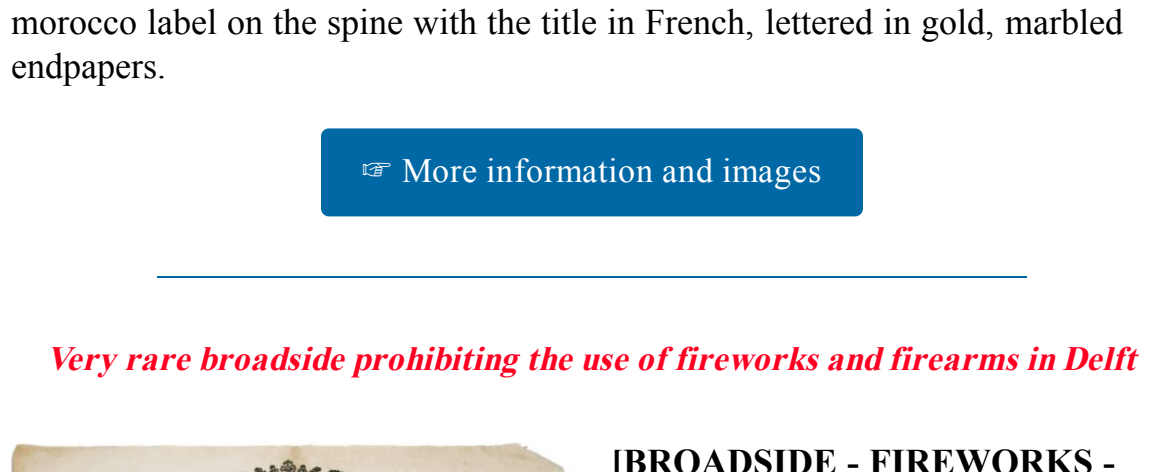 morocco label on the spine with the title in French, lettered in gold, marbled
endpapers.
☞ More information and images
Very rare broadside prohibiting the use of fireworks and firearms in Delft
[BROADSIDE - FIREWORKS -